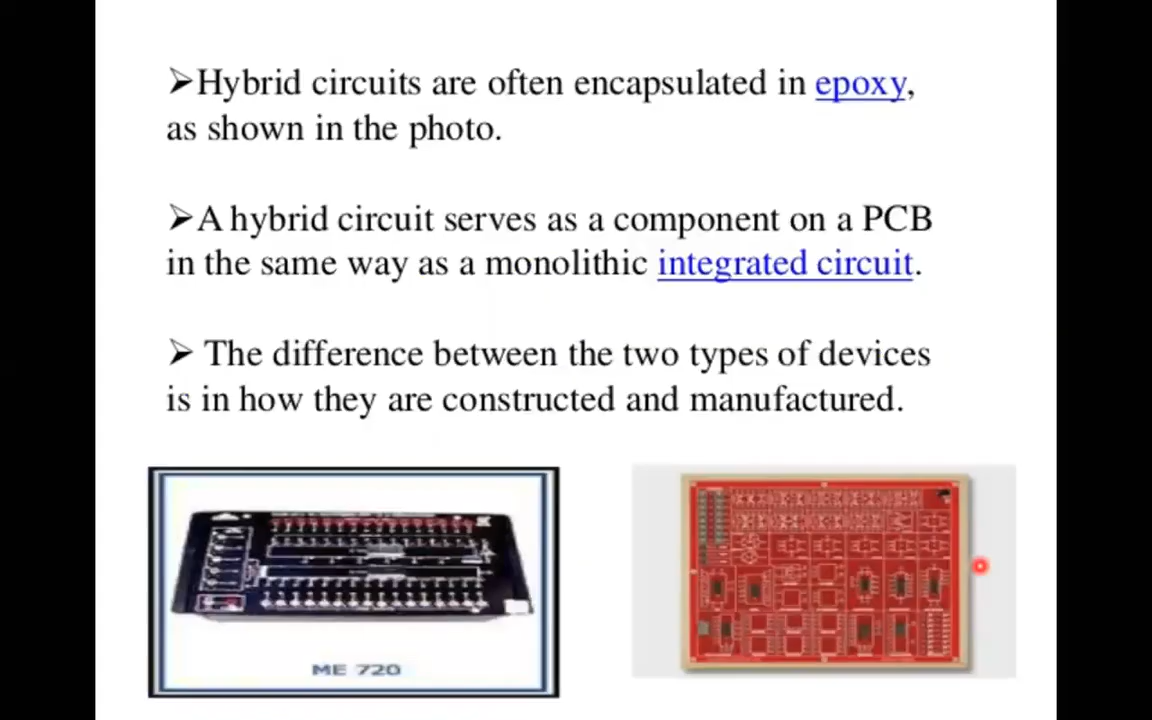 ➤Hybrid circuits are often encapsulated in epoxy,
as shown in the photo.
➤A hybrid circuit serves as a component on a PCB
in the same way as a monolithic integrated circuit.
➤ The difference between the two types of devices
is in how they are constructed and manufactured.
ME 720